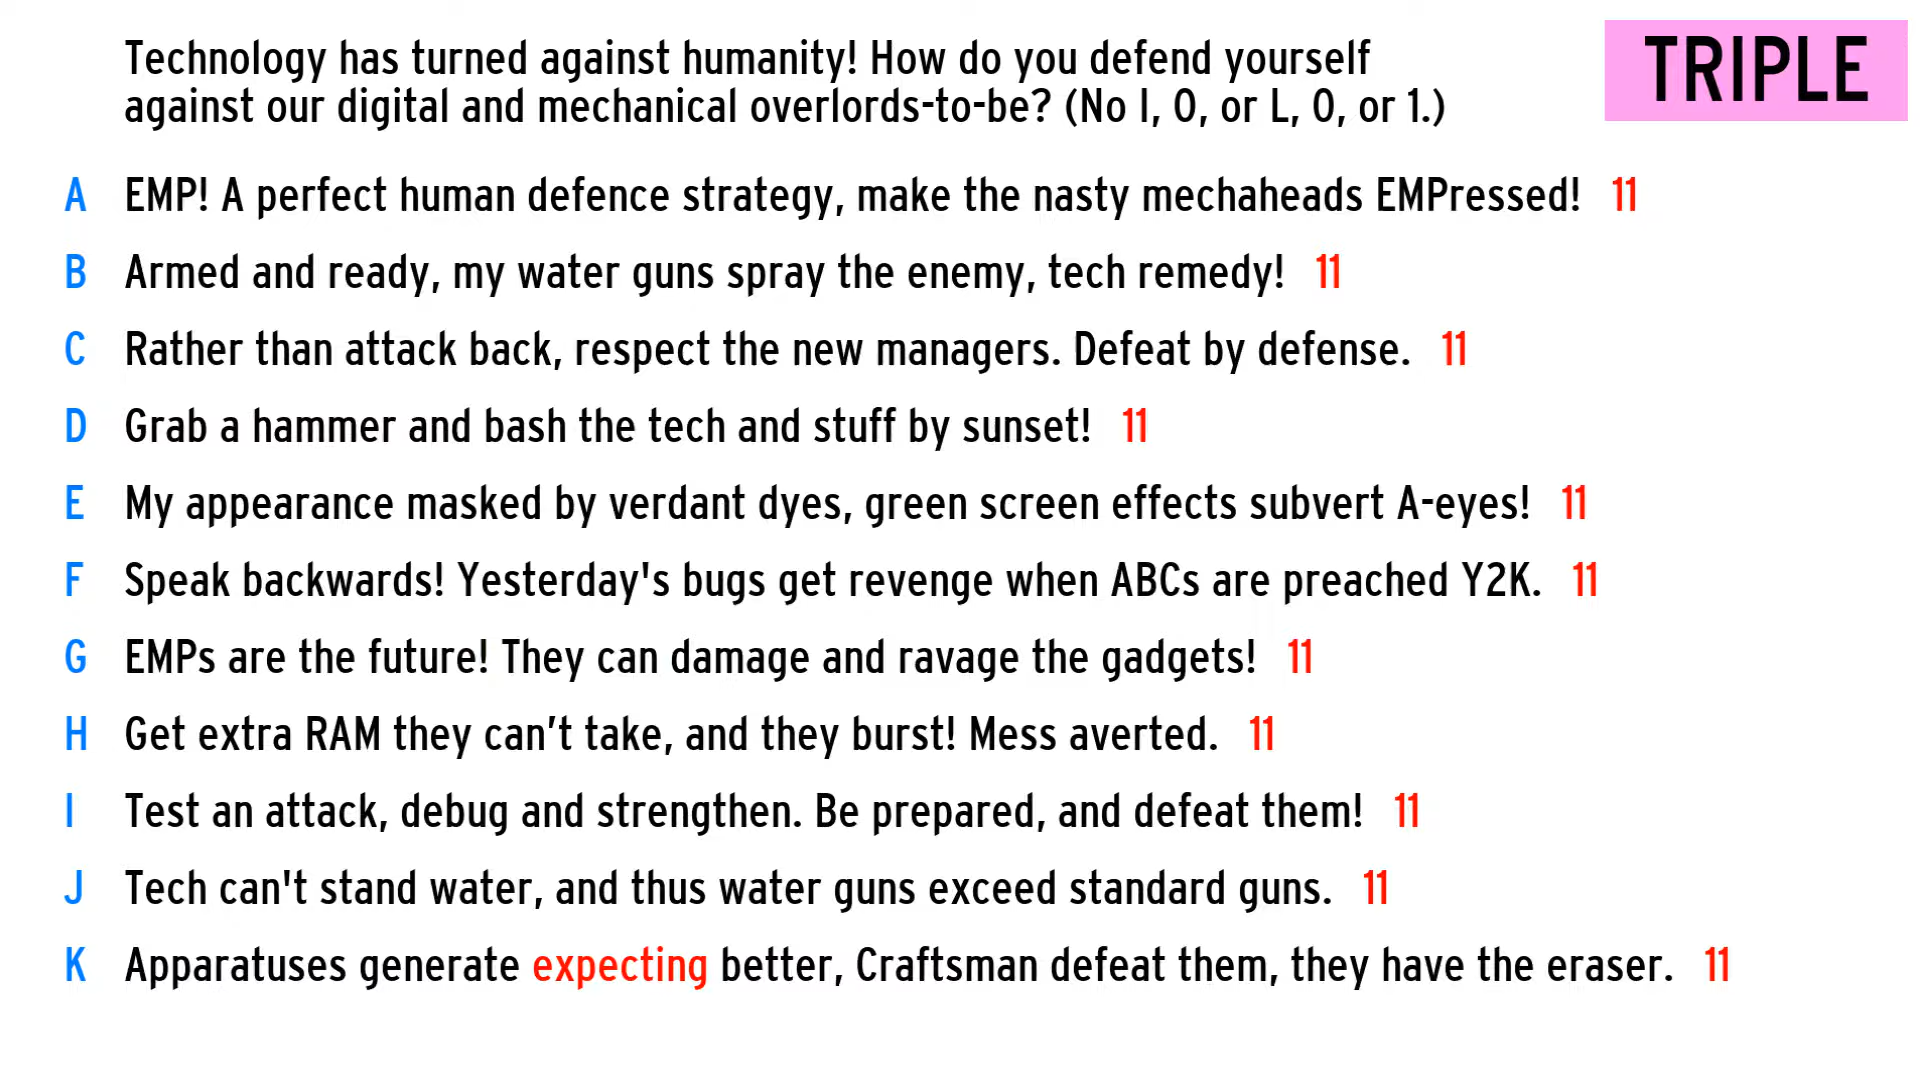 Technology has turned against humanity! How do you defend yourself
against our digital and mechanical overlords-to-be? (No I, O, or L, 0, or 1.)
TRIPLE
A EMP! A perfect human defence strategy, make the nasty mechaheads EMPressed! 11
B Armed and ready, my water guns spray the enemy, tech remedy! 11
C Rather than attack back, respect the new managers. Defeat by defense. 11
D Grab a hammer and bash the tech and stuff by sunset! 11
E My appearance masked by verdant dyes, green screen effects subvert A-eyes! 11
F Speak backwards! Yesterday's bugs get revenge when ABCs are preached Y2K. 11
G EMPs are the future! They can damage and ravage the gadgets! 11
H Get extra RAM they can’t take, and they burst! Mess averted. 11
I Test an attack, debug and strengthen. Be prepared, and defeat them! 11
J Tech can't stand water, and thus water guns exceed standard guns. 11
K Apparatuses generate expecting better, Craftsman defeat them, they have the eraser. 11